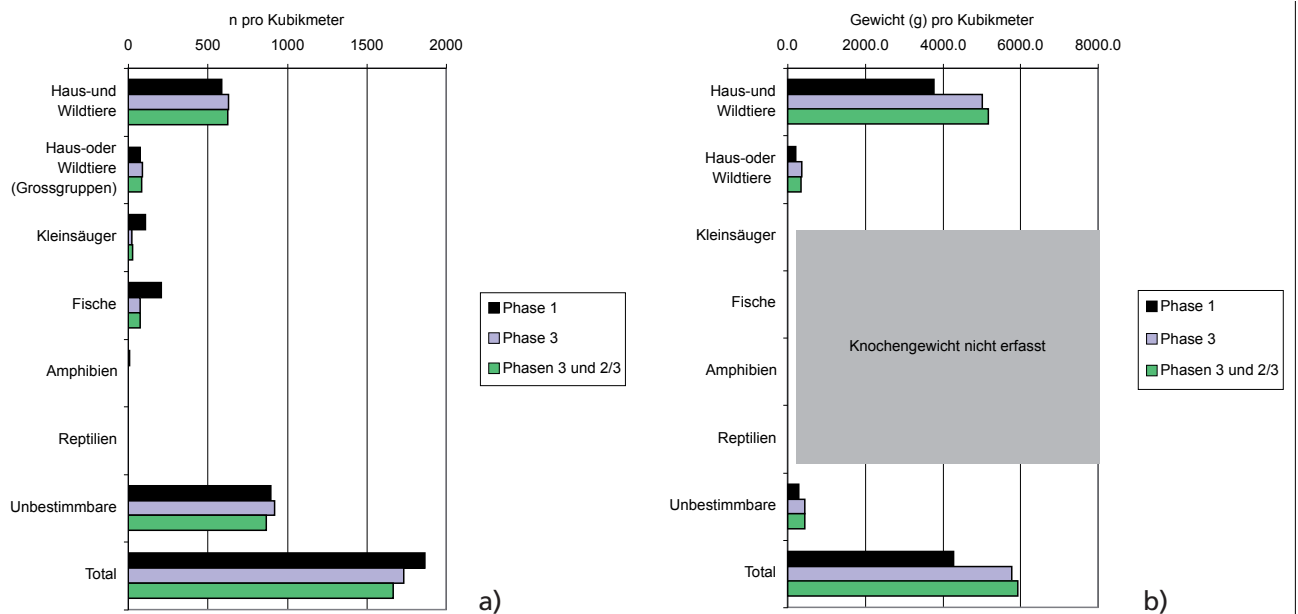 n pro Kubikmeter
0 500 1000 1500 2000
Haus-und
Wildtiere
Haus-oder
Wildtiere
(Grossgruppen)
Kleinsäuger
Fische
Amphibien
Reptilien
Unbestimmbare
Total
Phase 1
Phase 3
Phasen 3 und 2/3
a)
Gewicht (g) pro Kubikmeter
0.0 2000.0 4000.0 6000.0 8000.0
Haus-und
Wildtiere
Haus-oder
Wildtiere
Kleinsäuger
Fische
Amphibien
Reptilien
Unbestimmbare
Total
Knochengewicht nicht erfasst
Phase 1
Phase 3
Phasen 3 und 2/3
b)